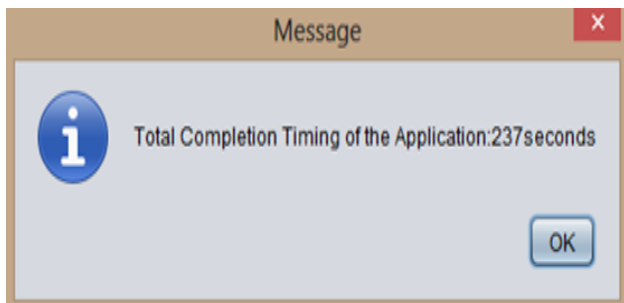 Message
Total Completion Timing of the Application:237seconds
OK